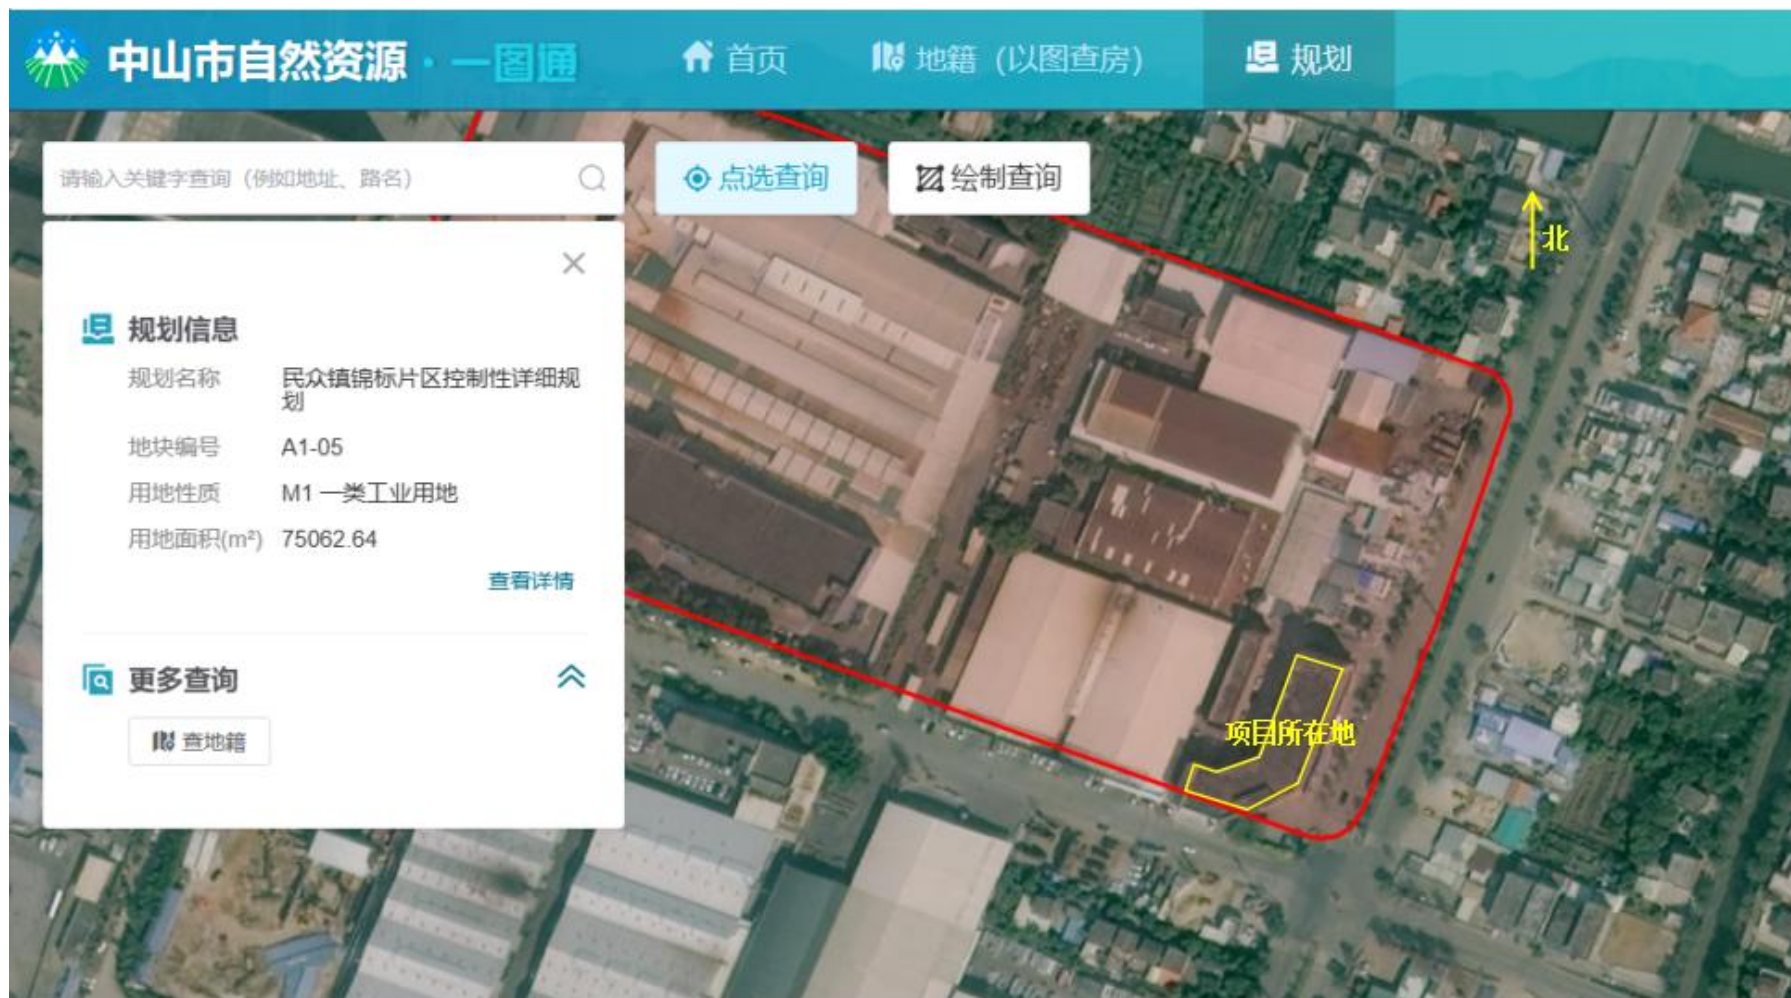 中山市自然资源·一图通
首页
地籍（以图查房）
规划
请输入关键字查询（例如地址、路名）
点选查询
绘制查询
北
规划信息
规划名称 民众镇锦标片区控制性详细规
划
地块编号 A1-05
用地性质 M1 一类工业用地
用地面积(m²) 75062.64
查看详情
更多查询
查地籍
项目所在地